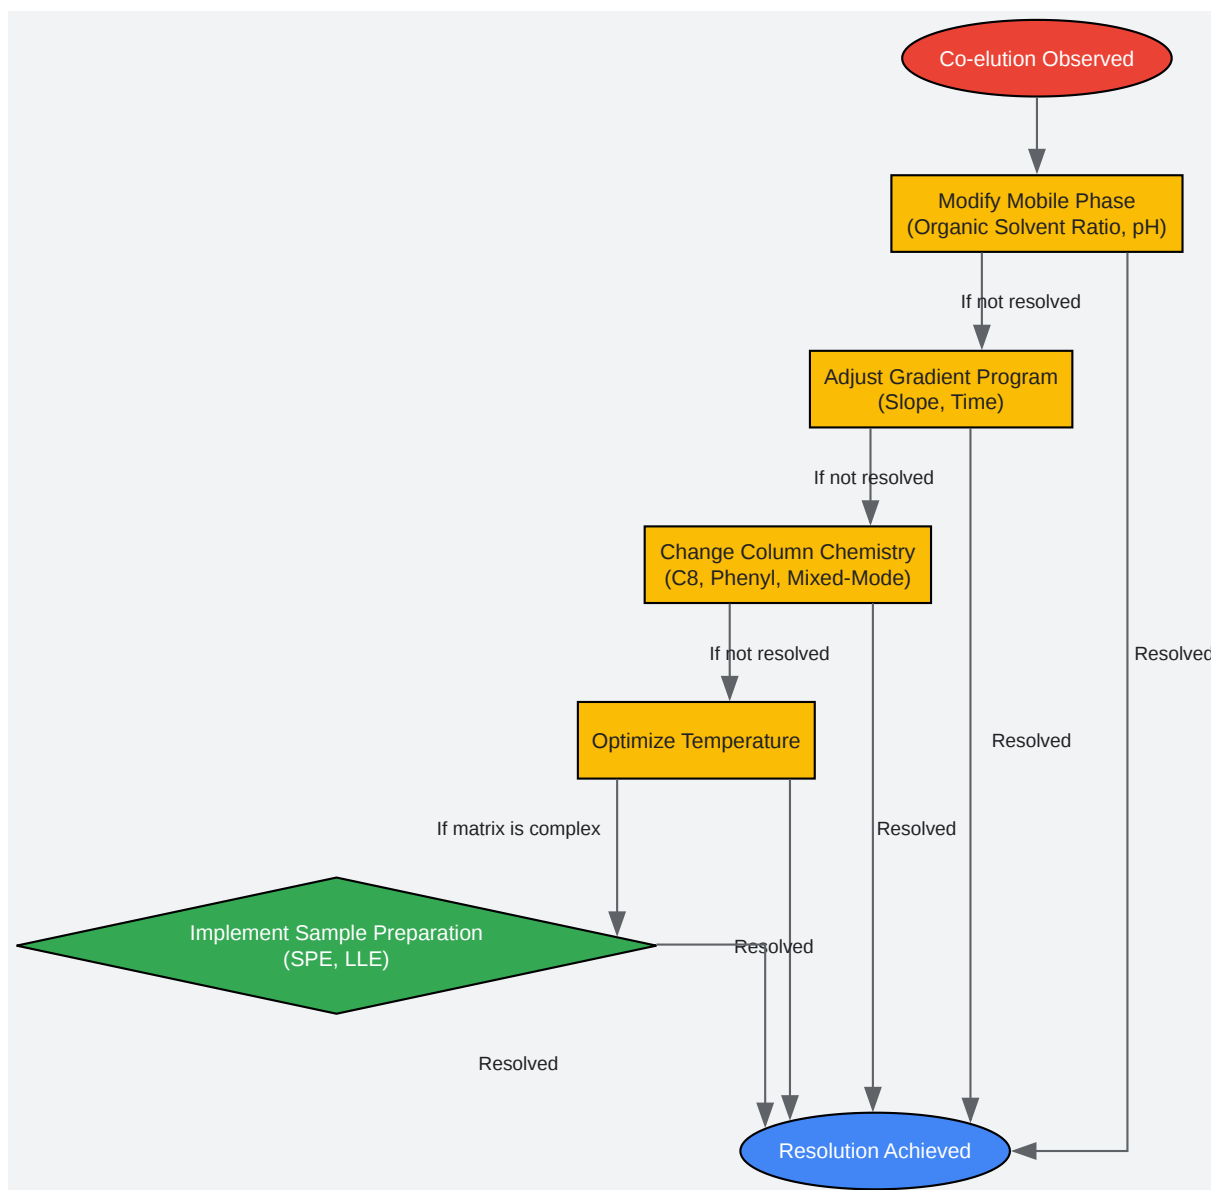 Co-elution Observed
Modify Mobile Phase
(Organic Solvent Ratio, pH)
If not resolved
Adjust Gradient Program
(Slope, Time)
If not resolved
Change Column Chemistry
(C8, Phenyl, Mixed-Mode)
If not resolved
Resolved
Optimize Temperature
Resolved
If matrix is complex
Resolved
Implement Sample Preparation
(SPE, LLE)
Resolved
Resolved
Resolution Achieved